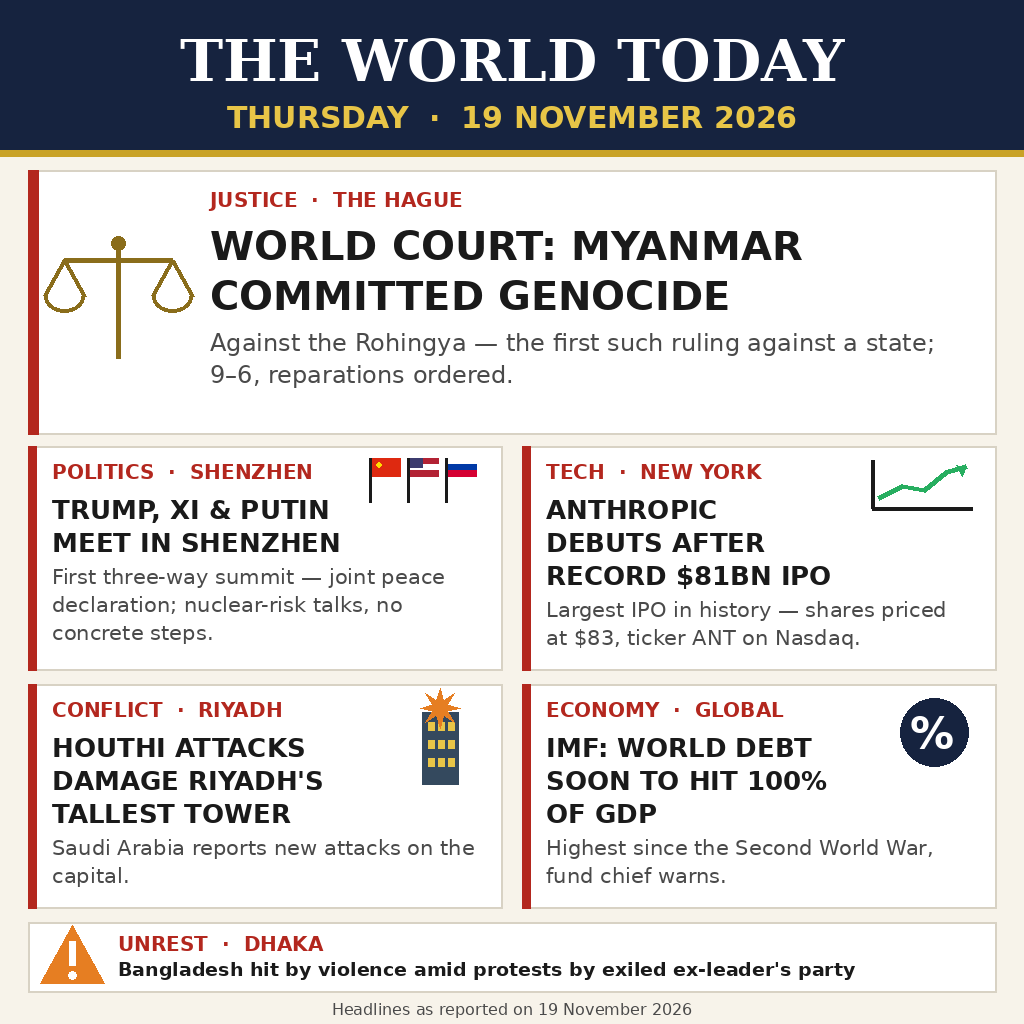 THE WORLD TODAY
THURSDAY · 19 NOVEMBER 2026
JUSTICE · THE HAGUE
WORLD COURT: MYANMAR
COMMITTED GENOCIDE
Against the Rohingya — the first such ruling against a state;
9–6, reparations ordered.
POLITICS · SHENZHEN
TRUMP, XI & PUTIN
MEET IN SHENZHEN
First three-way summit — joint peace
declaration; nuclear-risk talks, no
concrete steps.
TECH · NEW YORK
ANTHROPIC
DEBUTS AFTER
RECORD $81BN IPO
Largest IPO in history — shares priced
at $83, ticker ANT on Nasdaq.
CONFLICT · RIYADH
HOUTHI ATTACKS
DAMAGE RIYADH'S
TALLEST TOWER
Saudi Arabia reports new attacks on the
capital.
ECONOMY · GLOBAL
%
IMF: WORLD DEBT
SOON TO HIT 100%
OF GDP
Highest since the Second World War,
fund chief warns.
!
UNREST · DHAKA
Bangladesh hit by violence amid protests by exiled ex-leader's party
Headlines as reported on 19 November 2026